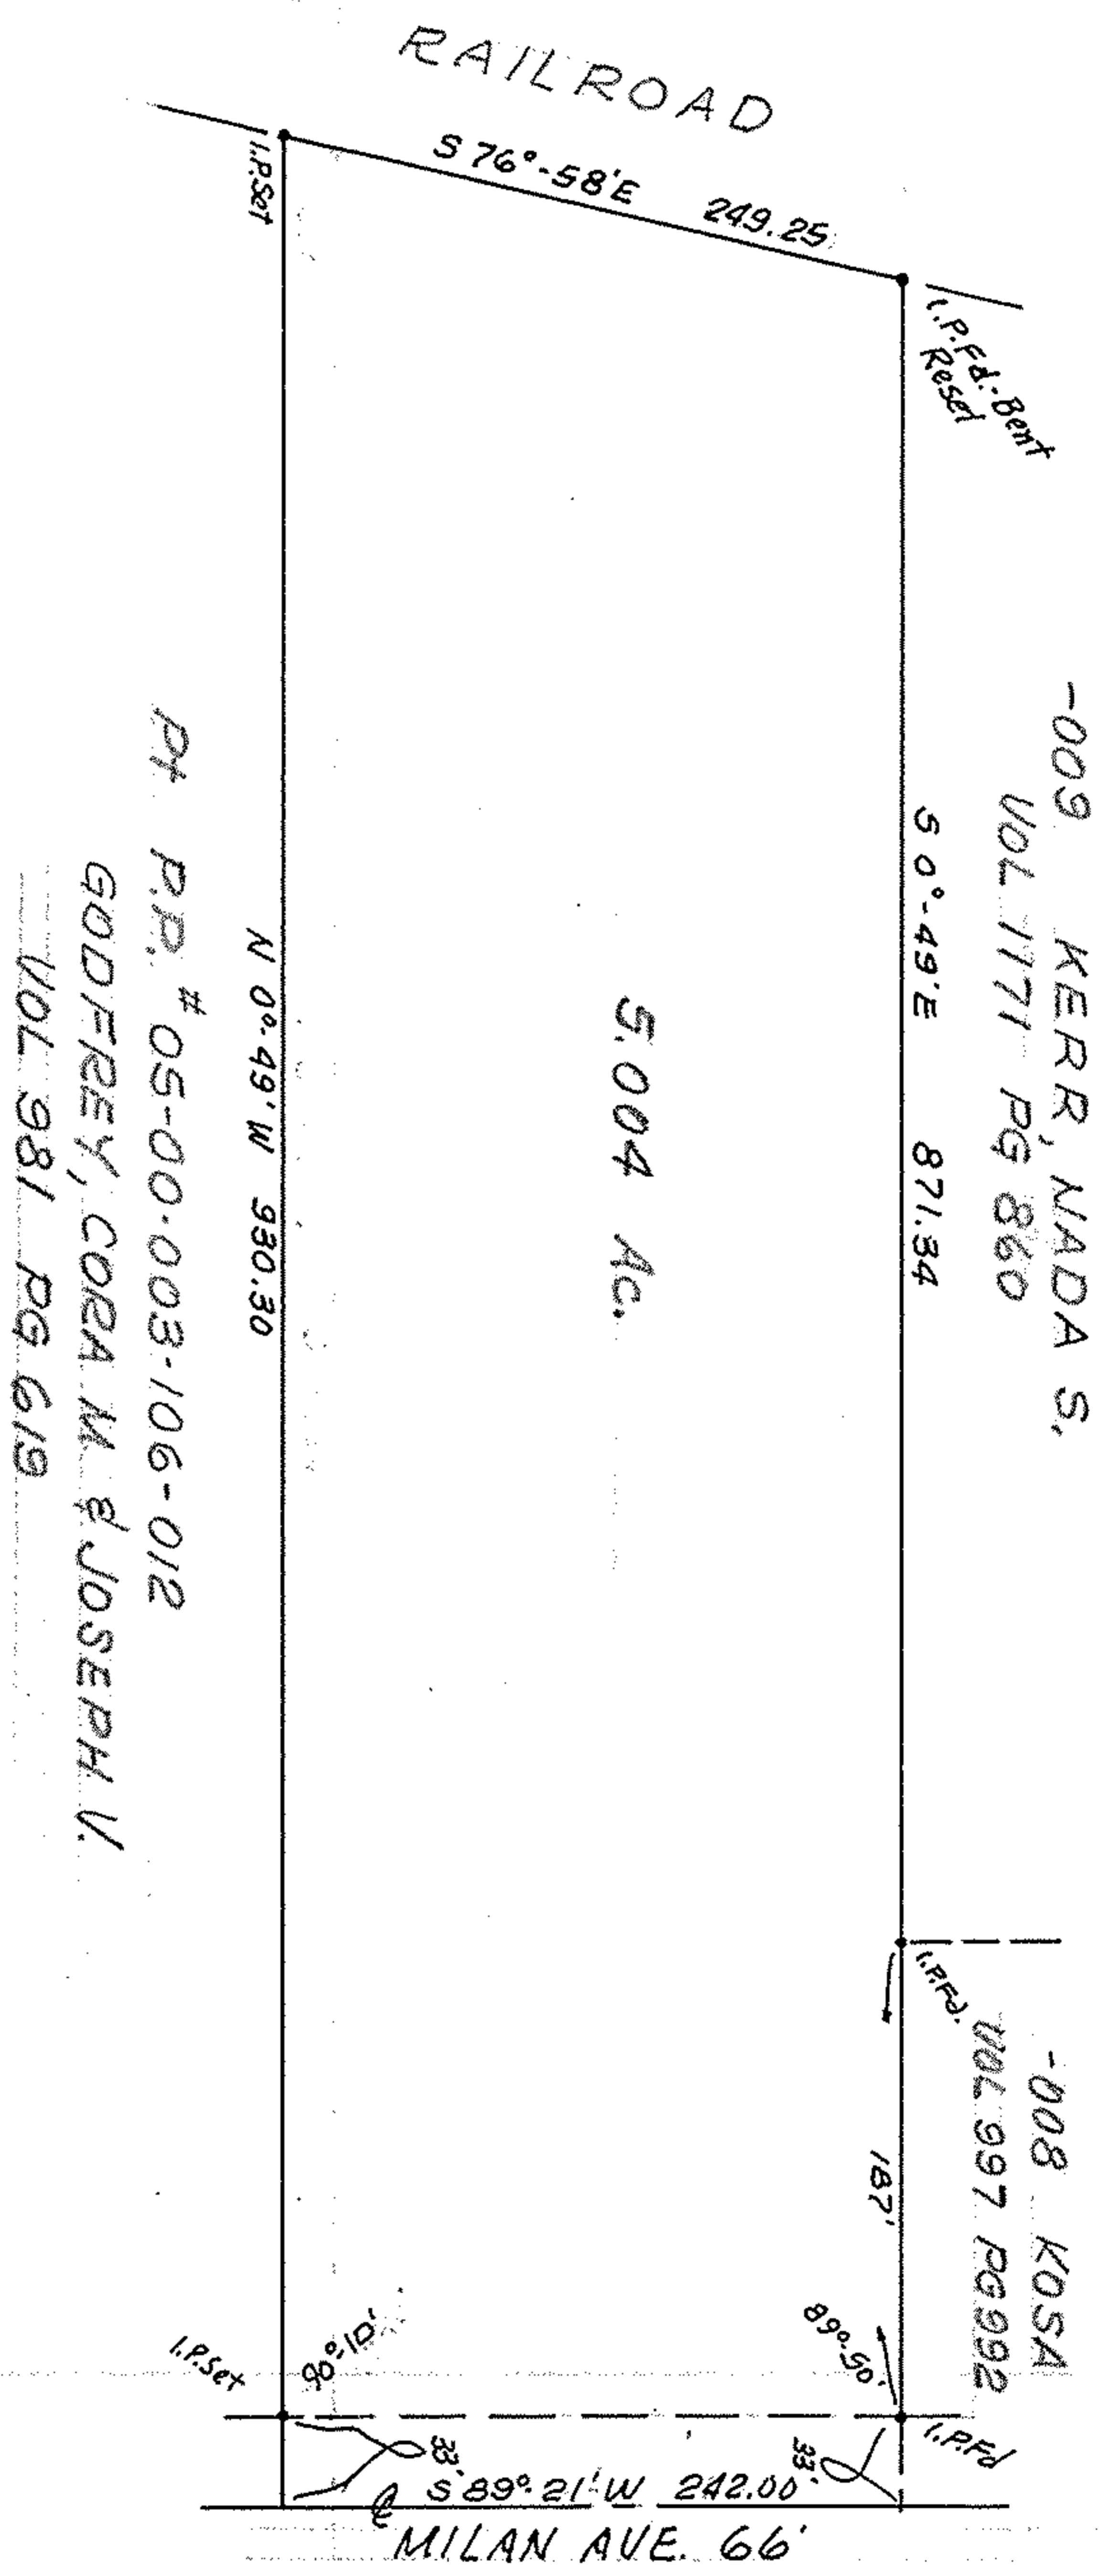 RAILROAD
S 76°-58'E 249.25
I.P.Set
I.P.Fd.-Bent
Reset
-009 KERR, NADA S.
VOL 1171 PG 860
S 0°-49'E 871.34
5.004 Ac.
N 0°-49'W 930.30
Pt P.P. # 05-00-003-106-012
GODFREY, CORA M. & JOSEPH V.
VOL 981 PG 619
I.P.Fd.
-008 KOSA
VOL 997 PG 992
187'
89°-50'
90°-10'
I.P.Set
I.P.Fd
33'
33'
S 89°-21'W 242.00
MILAN AVE. 66'